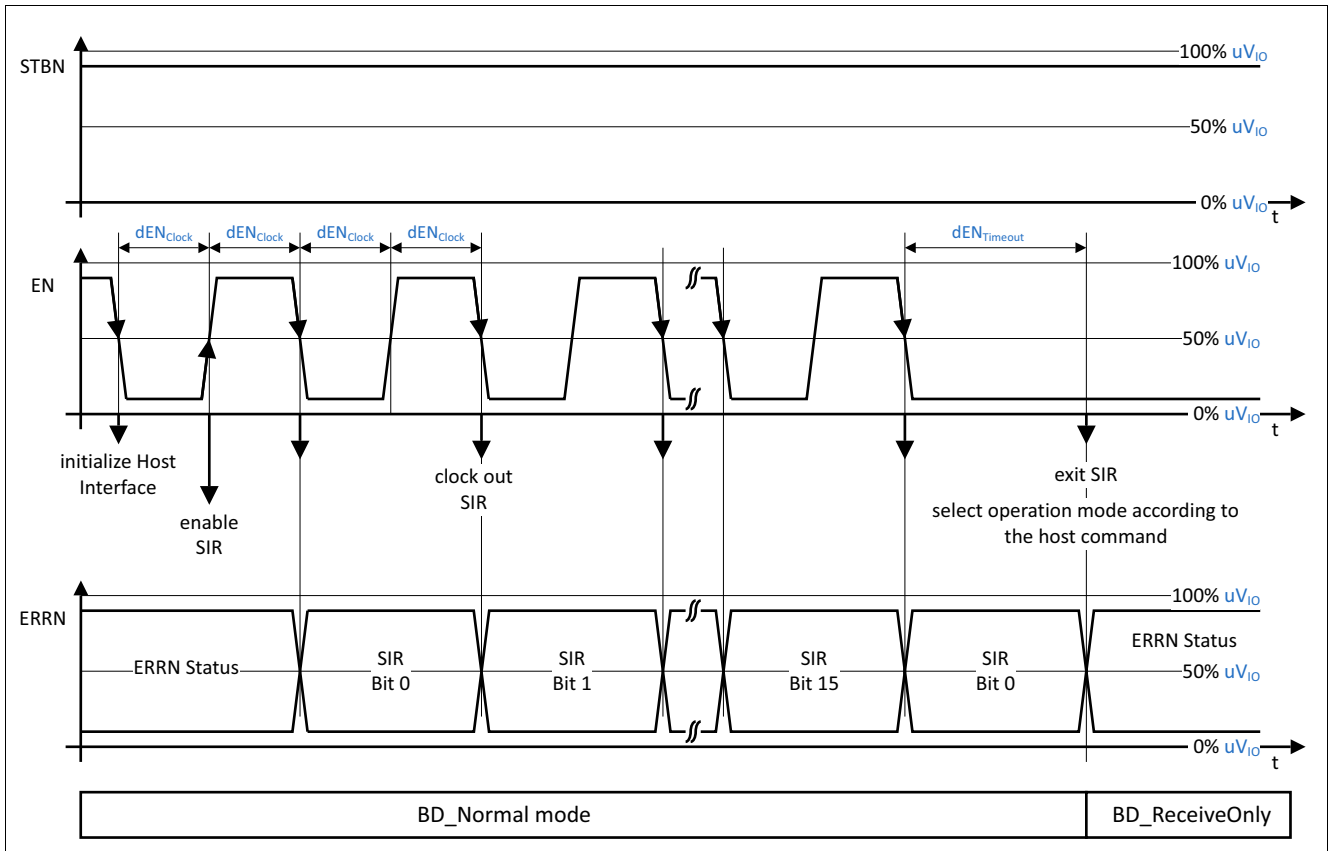 100% uVIO
STBN
50% uVIO
0% uVIO
t
dENClock dENClock dENClock dENClock dENTimeout
100% uVIO
EN
50% uVIO
0% uVIO
t
initialize Host
Interface
enable
SIR
clock out
SIR
exit SIR
select operation mode according to
the host command
100% uVIO
ERRN
ERRN Status
SIR
Bit 0
SIR
Bit 1
SIR
Bit 15
SIR
Bit 0
ERRN Status
50% uVIO
0% uVIO
t
BD_Normal mode BD_ReceiveOnly